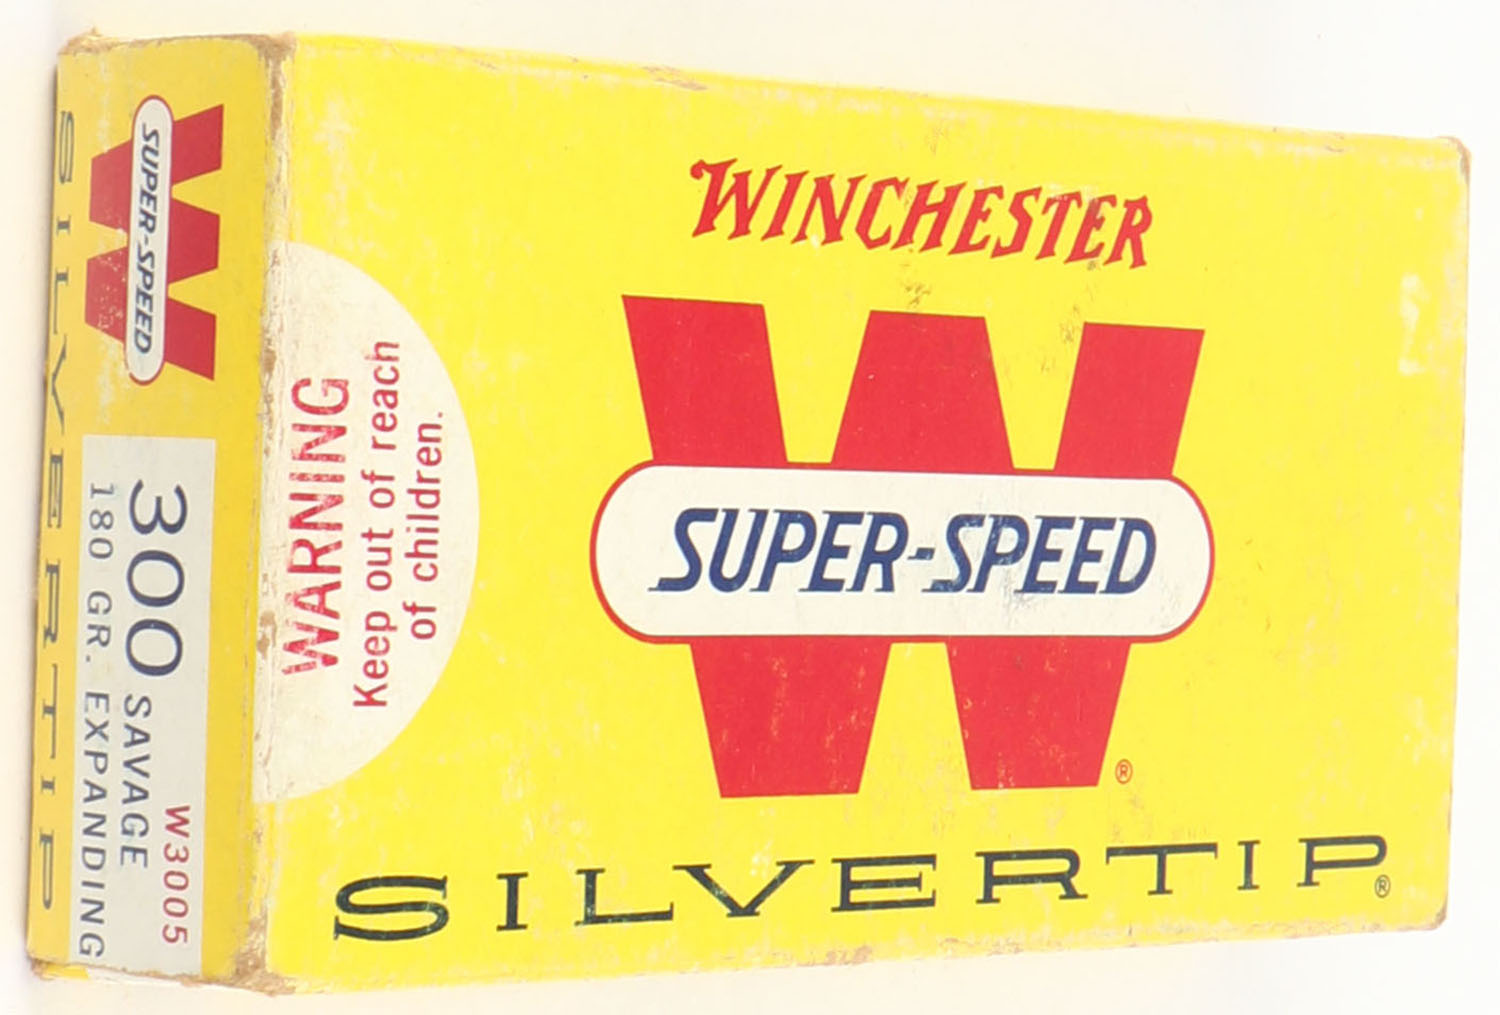 WINCHESTER
W
SUPER-SPEED
®
SILVERTIP®
WARNING
Keep out of reach
of children.
W
SUPER-SPEED
SILVERTIP
W3005
300 SAVAGE
180 GR. EXPANDING